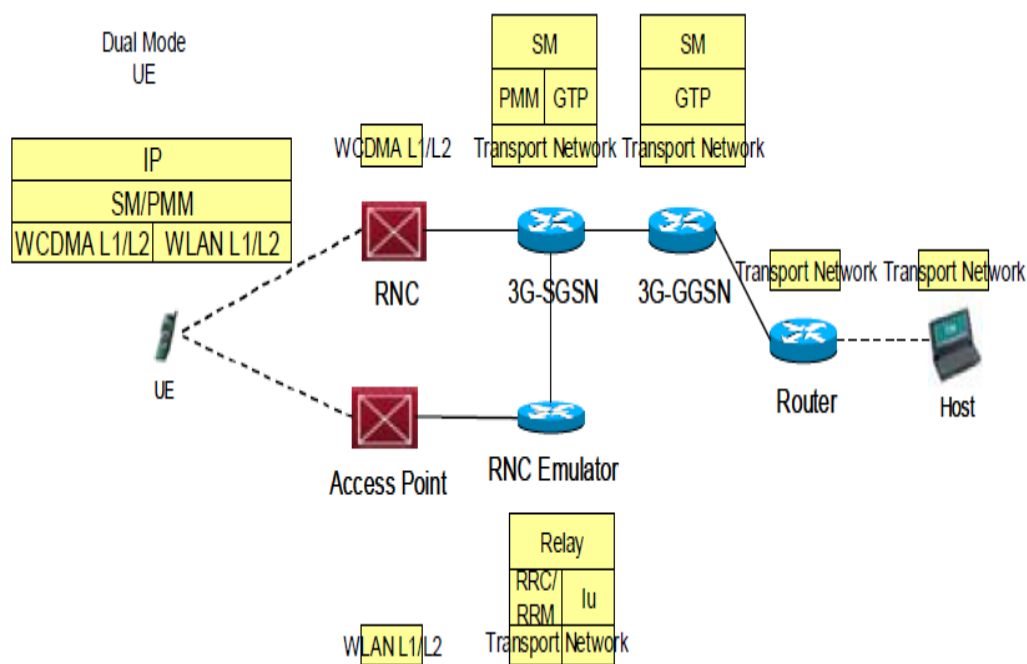 Dual Mode
UE
IP
SM/PMM
WCDMA L1/L2 WLAN L1/L2
WCDMA L1/L2
SM
PMM GTP
Transport Network
SM
GTP
Transport Network
RNC
3G-SGSN
3G-GGSN
Transport Network
Transport Network
UE
Router
Host
Access Point
RNC Emulator
WLAN L1/L2
Relay
RRC/
RRM
Iu
Transport Network